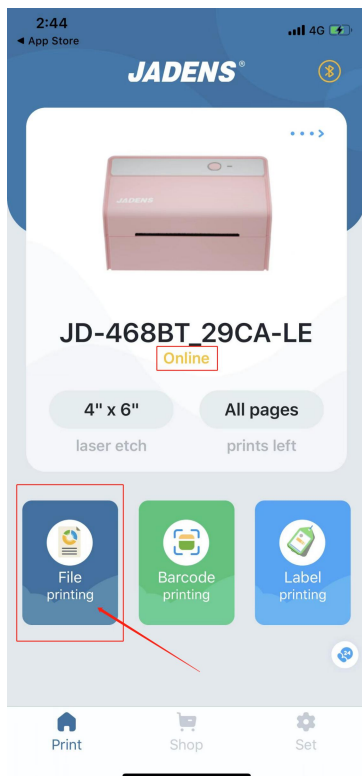 2:44
4G
◀ App Store
JADENS®
JADENS
JD-468BT_29CA-LE
Online
4" x 6"
All pages
laser etch
prints left
File
printing
Barcode
printing
Label
printing
24
Print
Shop
Set